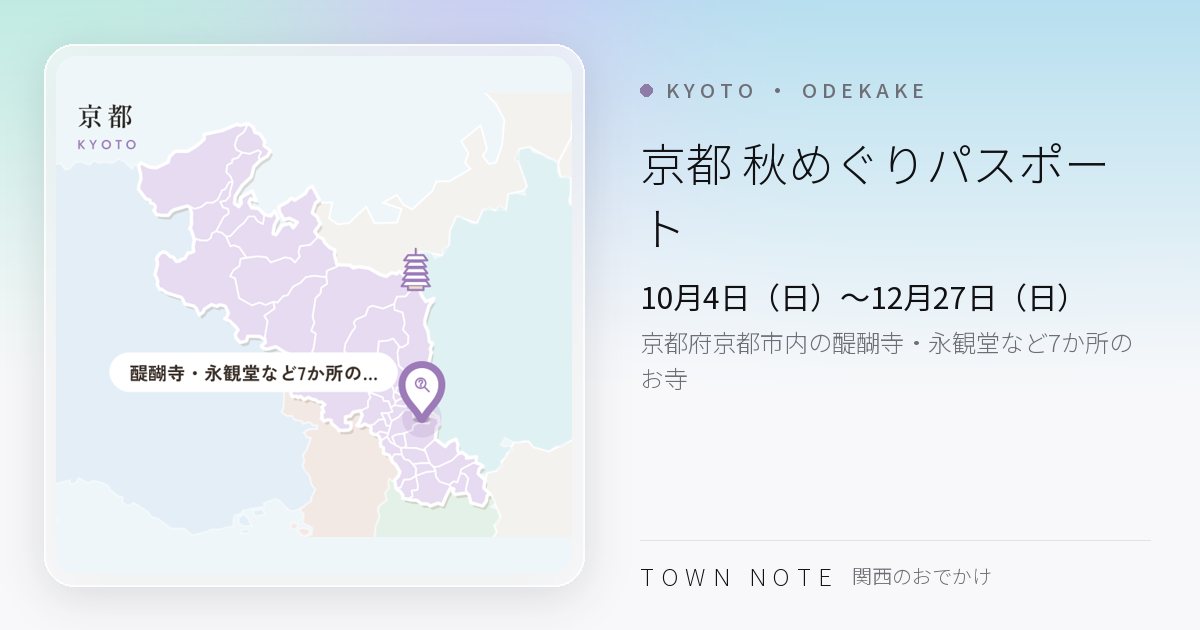 京都
KYOTO
醍醐寺・永観堂など7か所の...
KYOTO • ODEKAKE
京都 秋めぐりパスポー
ト
10月4日（日）〜12月27日（日）
京都府京都市内の醍醐寺・永観堂など7か所の
お寺
TOWN NOTE 関西のおでかけ